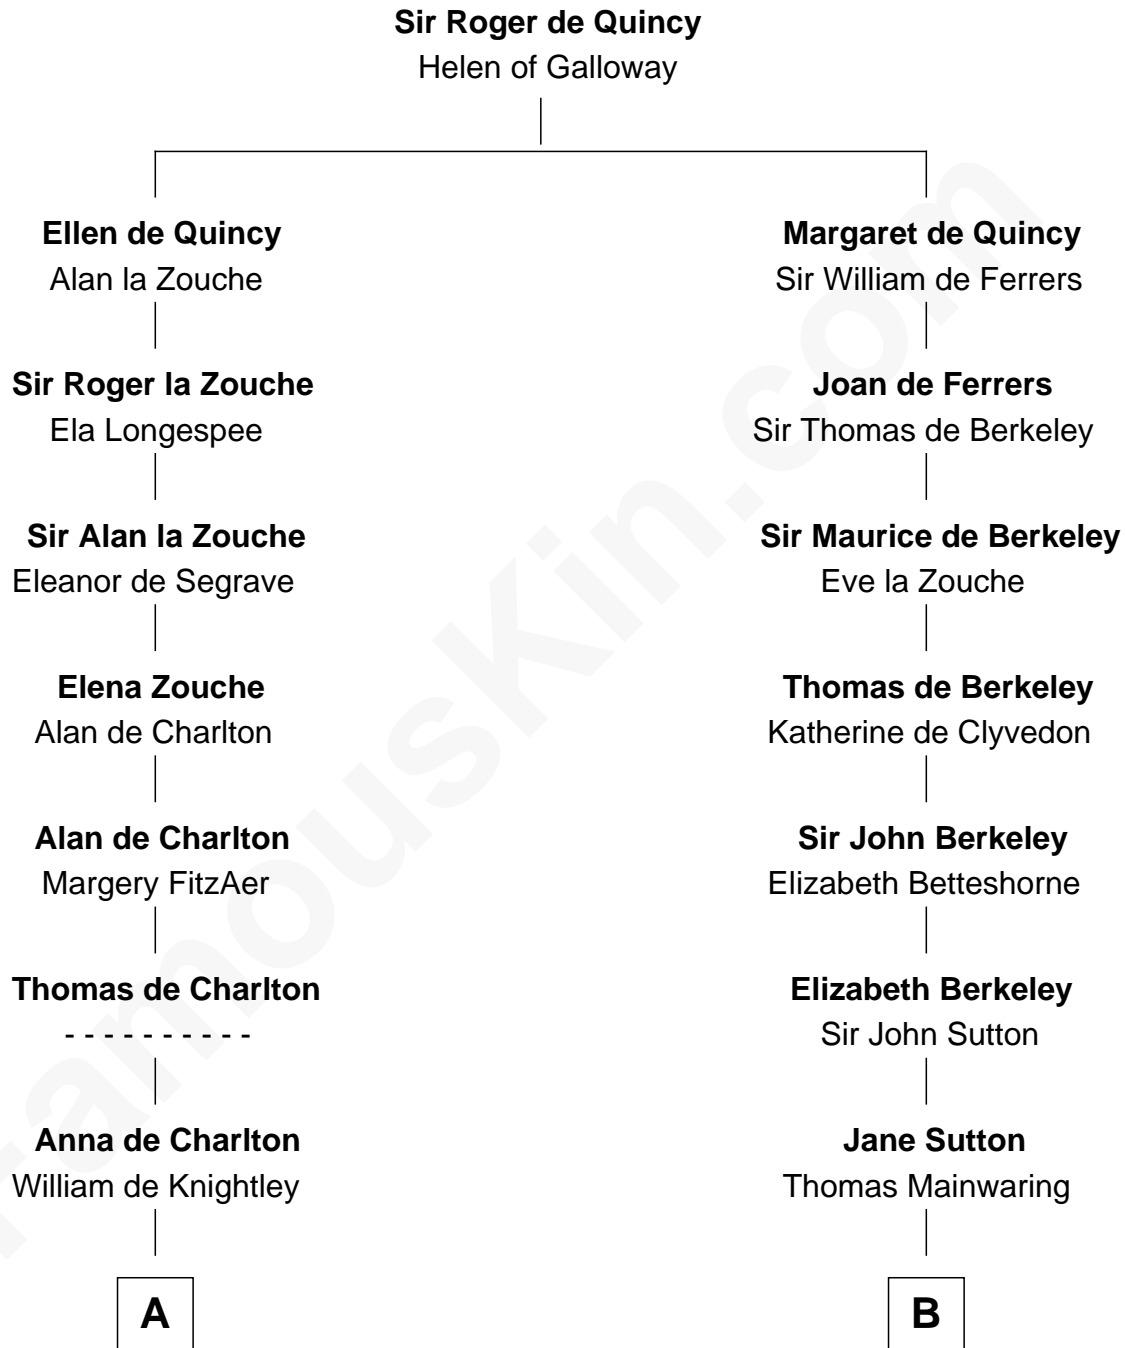 Sir Roger de Quincy
Helen of Galloway
Ellen de Quincy
Alan la Zouche
Margaret de Quincy
Sir William de Ferrers
Sir Roger la Zouche
Ela Longespee
Joan de Ferrers
Sir Thomas de Berkeley
Sir Alan la Zouche
Eleanor de Segrave
Sir Maurice de Berkeley
Eve la Zouche
Elena Zouche
Alan de Charlton
Thomas de Berkeley
Katherine de Clyvedon
Alan de Charlton
Margery FitzAer
Sir John Berkeley
Elizabeth Betteshorne
Thomas de Charlton
- - - - - - - - - -
Elizabeth Berkeley
Sir John Sutton
Anna de Charlton
William de Knightley
Jane Sutton
Thomas Mainwaring
A
B
FamousKin.com